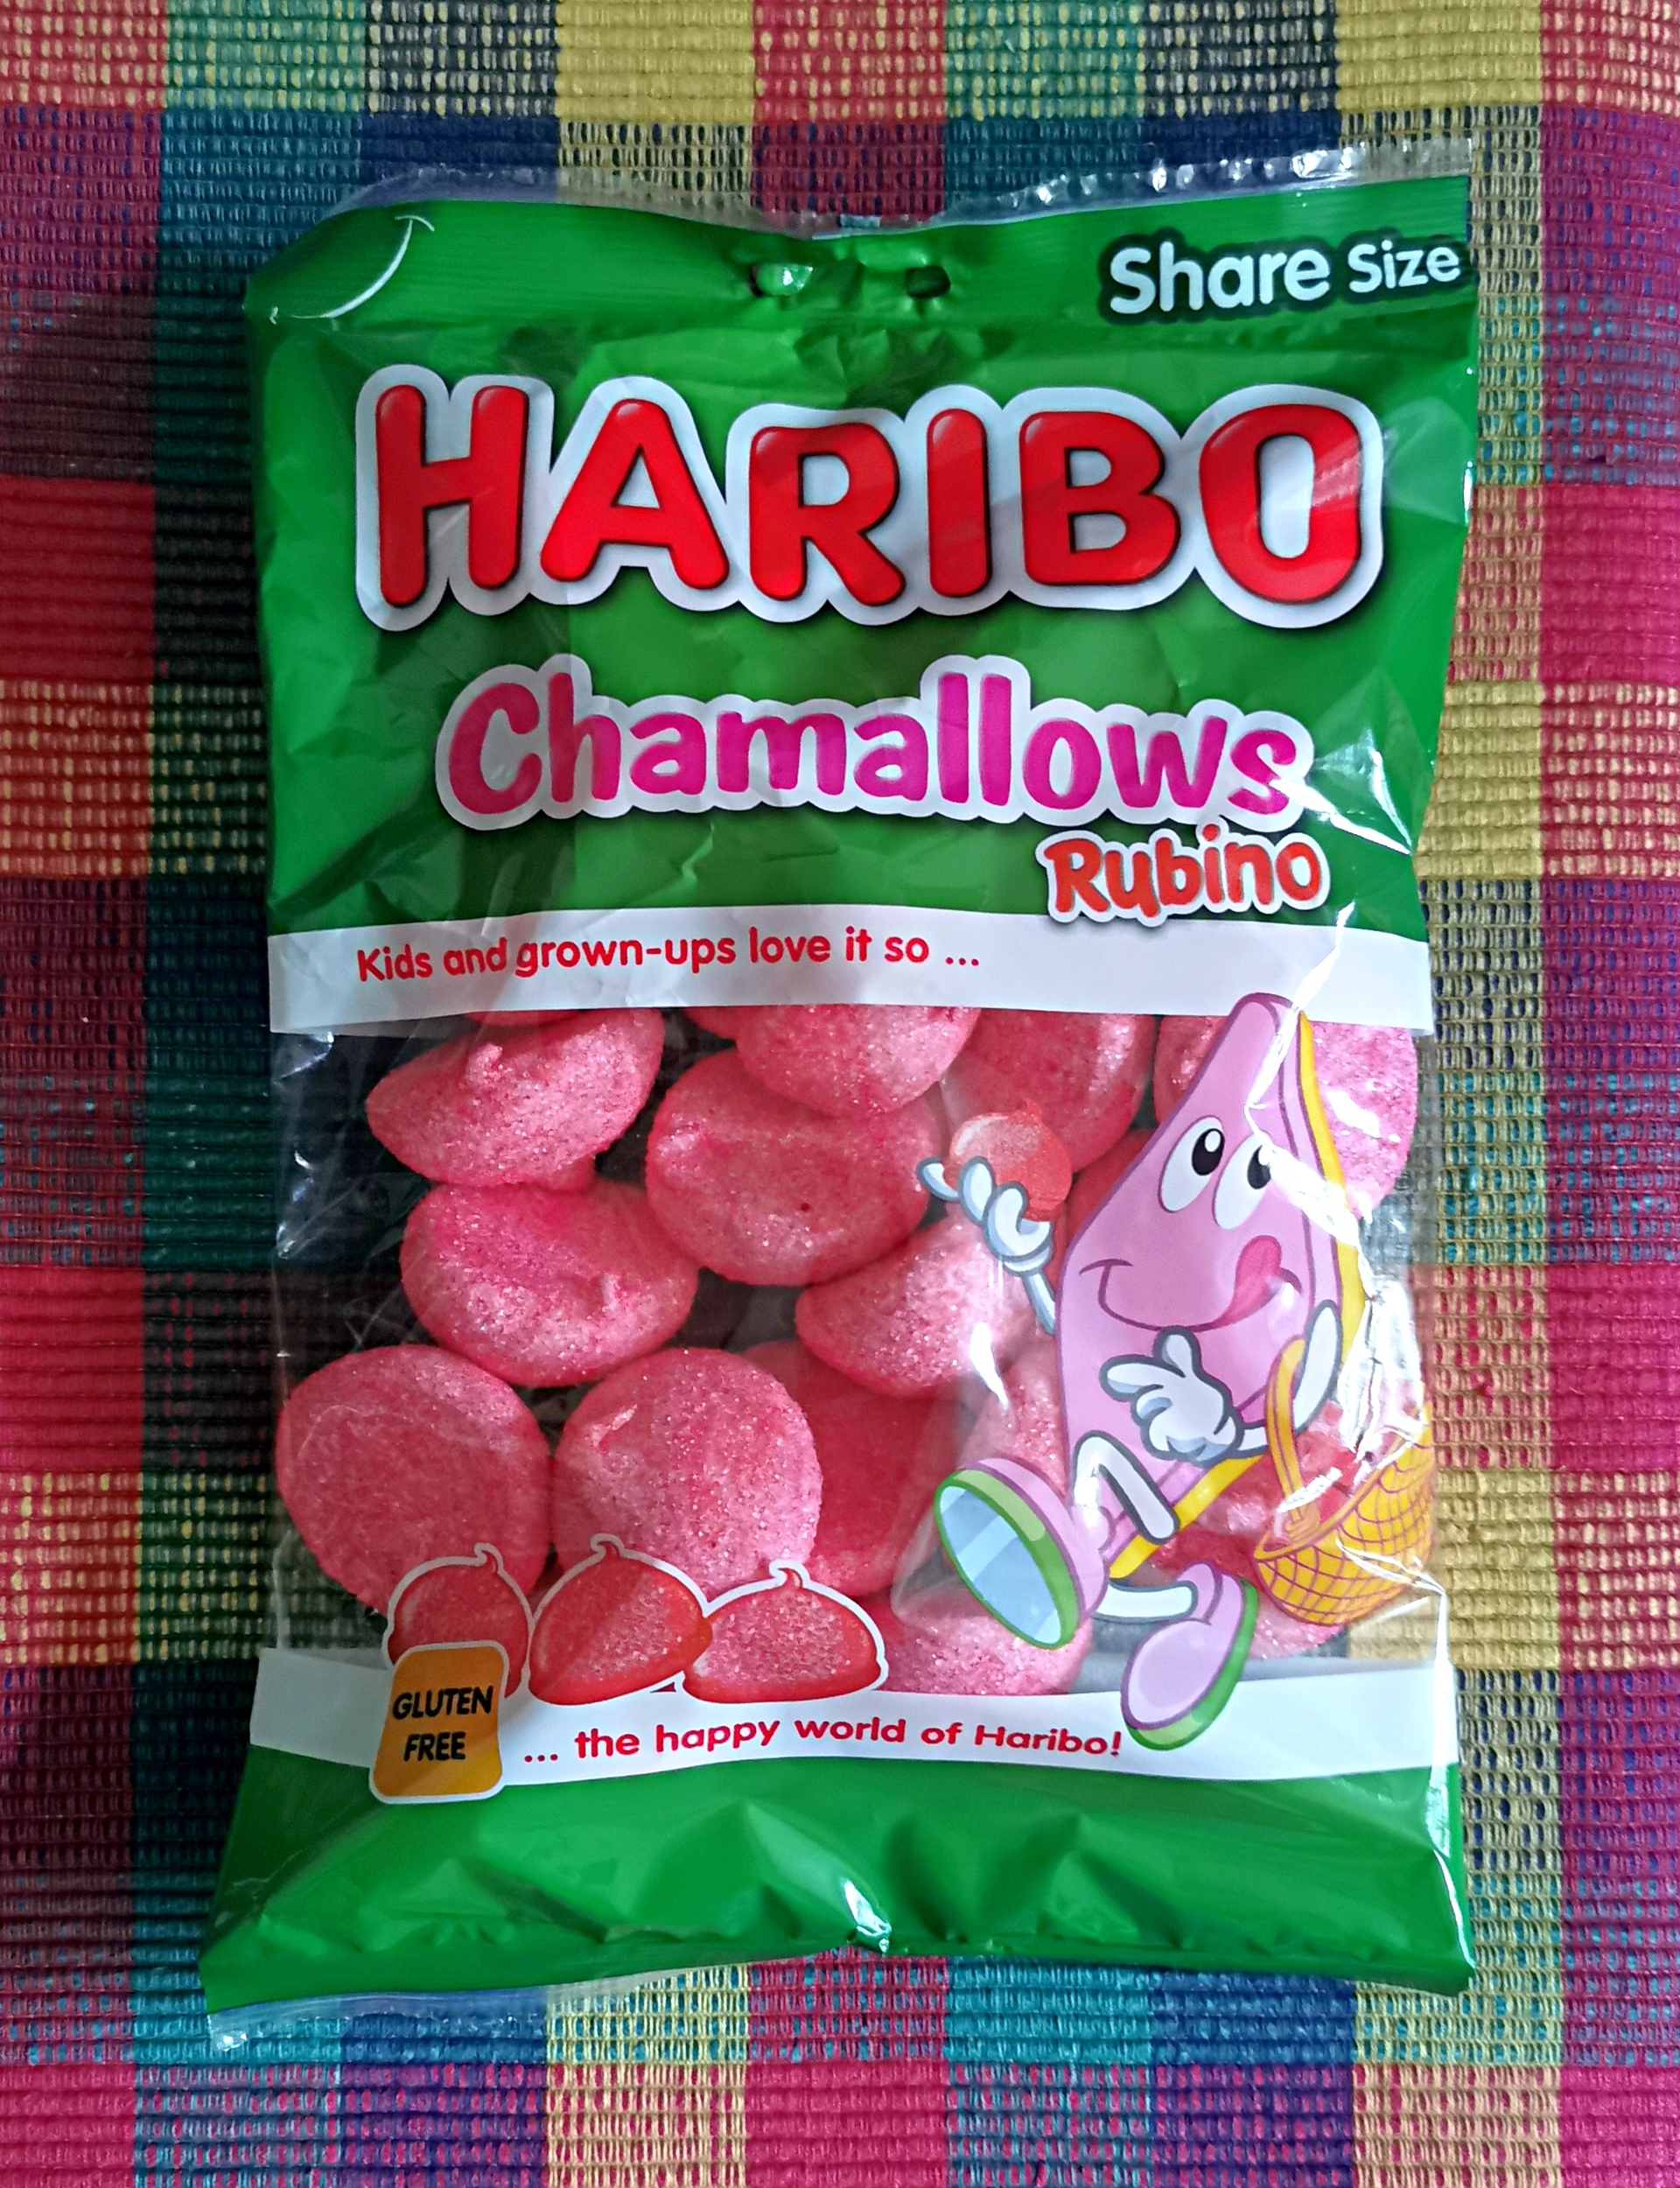 Share Size
HARIBO
Chamallows
Rubino
Kids and grown-ups love it so ...
GLUTEN
FREE
... the happy world of Haribo!